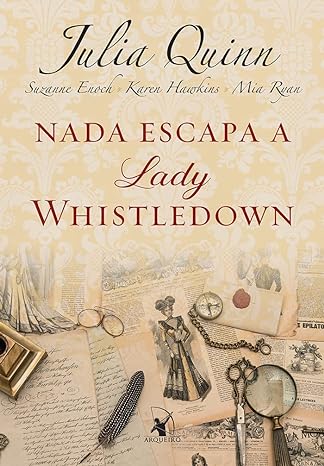 Julia Quinn
Suzanne Enoch » Karen Hawkins » Mia Ryan
NADA ESCAPA A
Lady
WHISTLEDOWN
ARQUEIRO